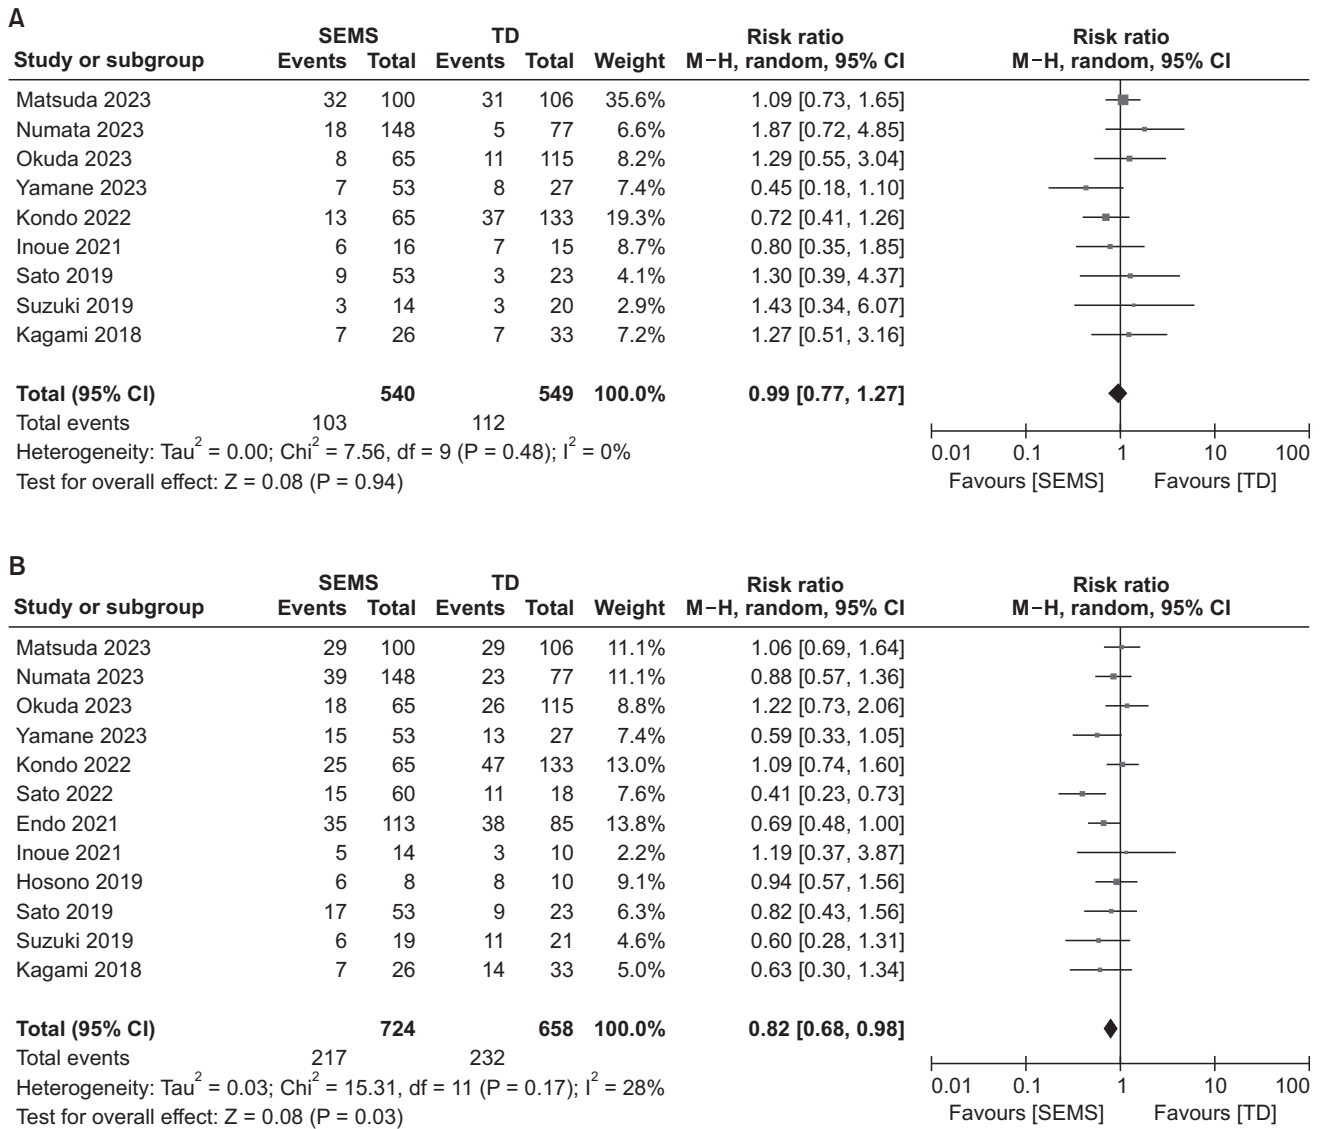 A
SEMS TD Risk ratio Risk ratio
Study or subgroup Events Total Events Total Weight M−H, random, 95% CI M−H, random, 95% CI
Matsuda 2023 32 100 31 106 35.6% 1.09 [0.73, 1.65]
Numata 2023 18 148 5 77 6.6% 1.87 [0.72, 4.85]
Okuda 2023 8 65 11 115 8.2% 1.29 [0.55, 3.04]
Yamane 2023 7 53 8 27 7.4% 0.45 [0.18, 1.10]
Kondo 2022 13 65 37 133 19.3% 0.72 [0.41, 1.26]
Inoue 2021 6 16 7 15 8.7% 0.80 [0.35, 1.85]
Sato 2019 9 53 3 23 4.1% 1.30 [0.39, 4.37]
Suzuki 2019 3 14 3 20 2.9% 1.43 [0.34, 6.07]
Kagami 2018 7 26 7 33 7.2% 1.27 [0.51, 3.16]
Total (95% CI) 540 549 100.0% 0.99 [0.77, 1.27]
Total events 103 112
Heterogeneity: Tau² = 0.00; Chi² = 7.56, df = 9 (P = 0.48); I² = 0%
Test for overall effect: Z = 0.08 (P = 0.94)
0.01 0.1 1 10 100
Favours [SEMS] Favours [TD]
B
SEMS TD Risk ratio Risk ratio
Study or subgroup Events Total Events Total Weight M−H, random, 95% CI M−H, random, 95% CI
Matsuda 2023 29 100 29 106 11.1% 1.06 [0.69, 1.64]
Numata 2023 39 148 23 77 11.1% 0.88 [0.57, 1.36]
Okuda 2023 18 65 26 115 8.8% 1.22 [0.73, 2.06]
Yamane 2023 15 53 13 27 7.4% 0.59 [0.33, 1.05]
Kondo 2022 25 65 47 133 13.0% 1.09 [0.74, 1.60]
Sato 2022 15 60 11 18 7.6% 0.41 [0.23, 0.73]
Endo 2021 35 113 38 85 13.8% 0.69 [0.48, 1.00]
Inoue 2021 5 14 3 10 2.2% 1.19 [0.37, 3.87]
Hosono 2019 6 8 8 10 9.1% 0.94 [0.57, 1.56]
Sato 2019 17 53 9 23 6.3% 0.82 [0.43, 1.56]
Suzuki 2019 6 19 11 21 4.6% 0.60 [0.28, 1.31]
Kagami 2018 7 26 14 33 5.0% 0.63 [0.30, 1.34]
Total (95% CI) 724 658 100.0% 0.82 [0.68, 0.98]
Total events 217 232
Heterogeneity: Tau² = 0.03; Chi² = 15.31, df = 11 (P = 0.17); I² = 28%
Test for overall effect: Z = 0.08 (P = 0.03)
0.01 0.1 1 10 100
Favours [SEMS] Favours [TD]